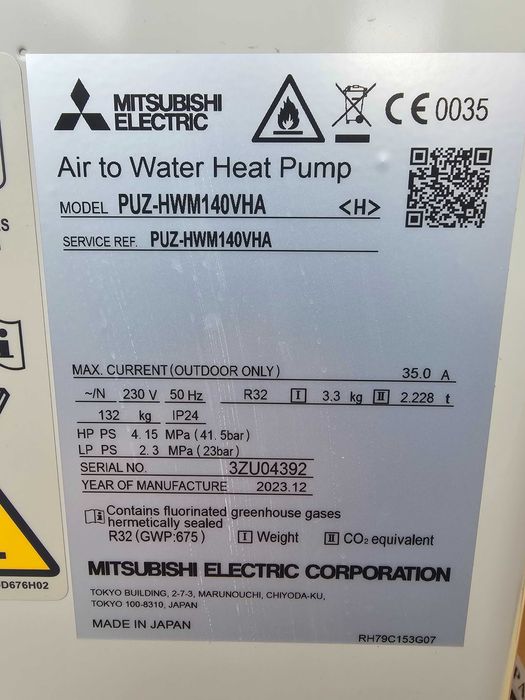 MITSUBISHI
ELECTRIC
CE 0035
Air to Water Heat Pump
MODEL PUZ-HWM140VHA <H>
SERVICE REF. PUZ-HWM140VHA
MAX. CURRENT (OUTDOOR ONLY) 35.0 A
~/N 230 V 50 Hz R32 I 3.3 kg II 2.228 t
132 kg IP24
HP PS 4.15 MPa (41.5bar)
LP PS 2.3 MPa (23bar)
SERIAL NO. 3ZU04392
YEAR OF MANUFACTURE 2023.12
Contains fluorinated greenhouse gases
hermetically sealed
R32 (GWP:675) I Weight II CO₂ equivalent
MITSUBISHI ELECTRIC CORPORATION
TOKYO BUILDING, 2-7-3, MARUNOUCHI, CHIYODA-KU,
TOKYO 100-8310, JAPAN
MADE IN JAPAN
RH79C153G07
D676H02